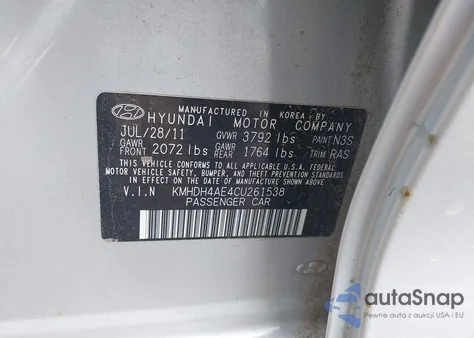 MANUFACTURED IN KOREA BY
HYUNDAI MOTOR COMPANY
JUL/28/11 GVWR 3792 lbs PAINT N3S
GAWR FRONT 2072 lbs GAWR REAR 1764 lbs TRIM RAS
THIS VEHICLE CONFORMS TO ALL APPLICABLE FEDERAL
MOTOR VEHICLE SAFETY, BUMPER, AND THEFT PREVENTION
STANDARDS IN EFFECT ON THE DATE OF MANUFACTURE SHOWN ABOVE.
V.I.N KMHDH4AE4CU261538
PASSENGER CAR
autoSnap
Pewne auta z aukcji USA i EU